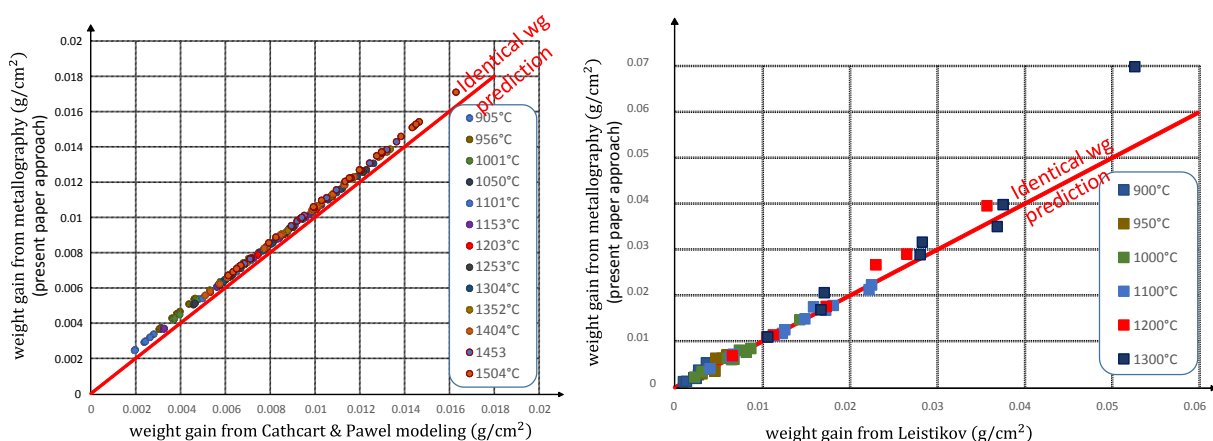 weight gain from metallography (g/cm²)
(present paper approach)
0.02
0.018
0.016
0.014
0.012
0.01
0.008
0.006
0.004
0.002
0
0
0.002
0.004
0.006
0.008
0.01
0.012
0.014
0.016
0.018
0.02
weight gain from Cathcart & Pawel modeling (g/cm²)
Identical wg
prediction
905°C
956°C
1001°C
1050°C
1101°C
1153°C
1203°C
1253°C
1304°C
1352°C
1404°C
1453
1504°C
weight gain from metallography (g/cm²)
(present paper approach)
0.07
0.06
0.05
0.04
0.03
0.02
0.01
0
0
0.01
0.02
0.03
0.04
0.05
0.06
weight gain from Leistikov (g/cm²)
Identical wg
prediction
900°C
950°C
1000°C
1100°C
1200°C
1300°C